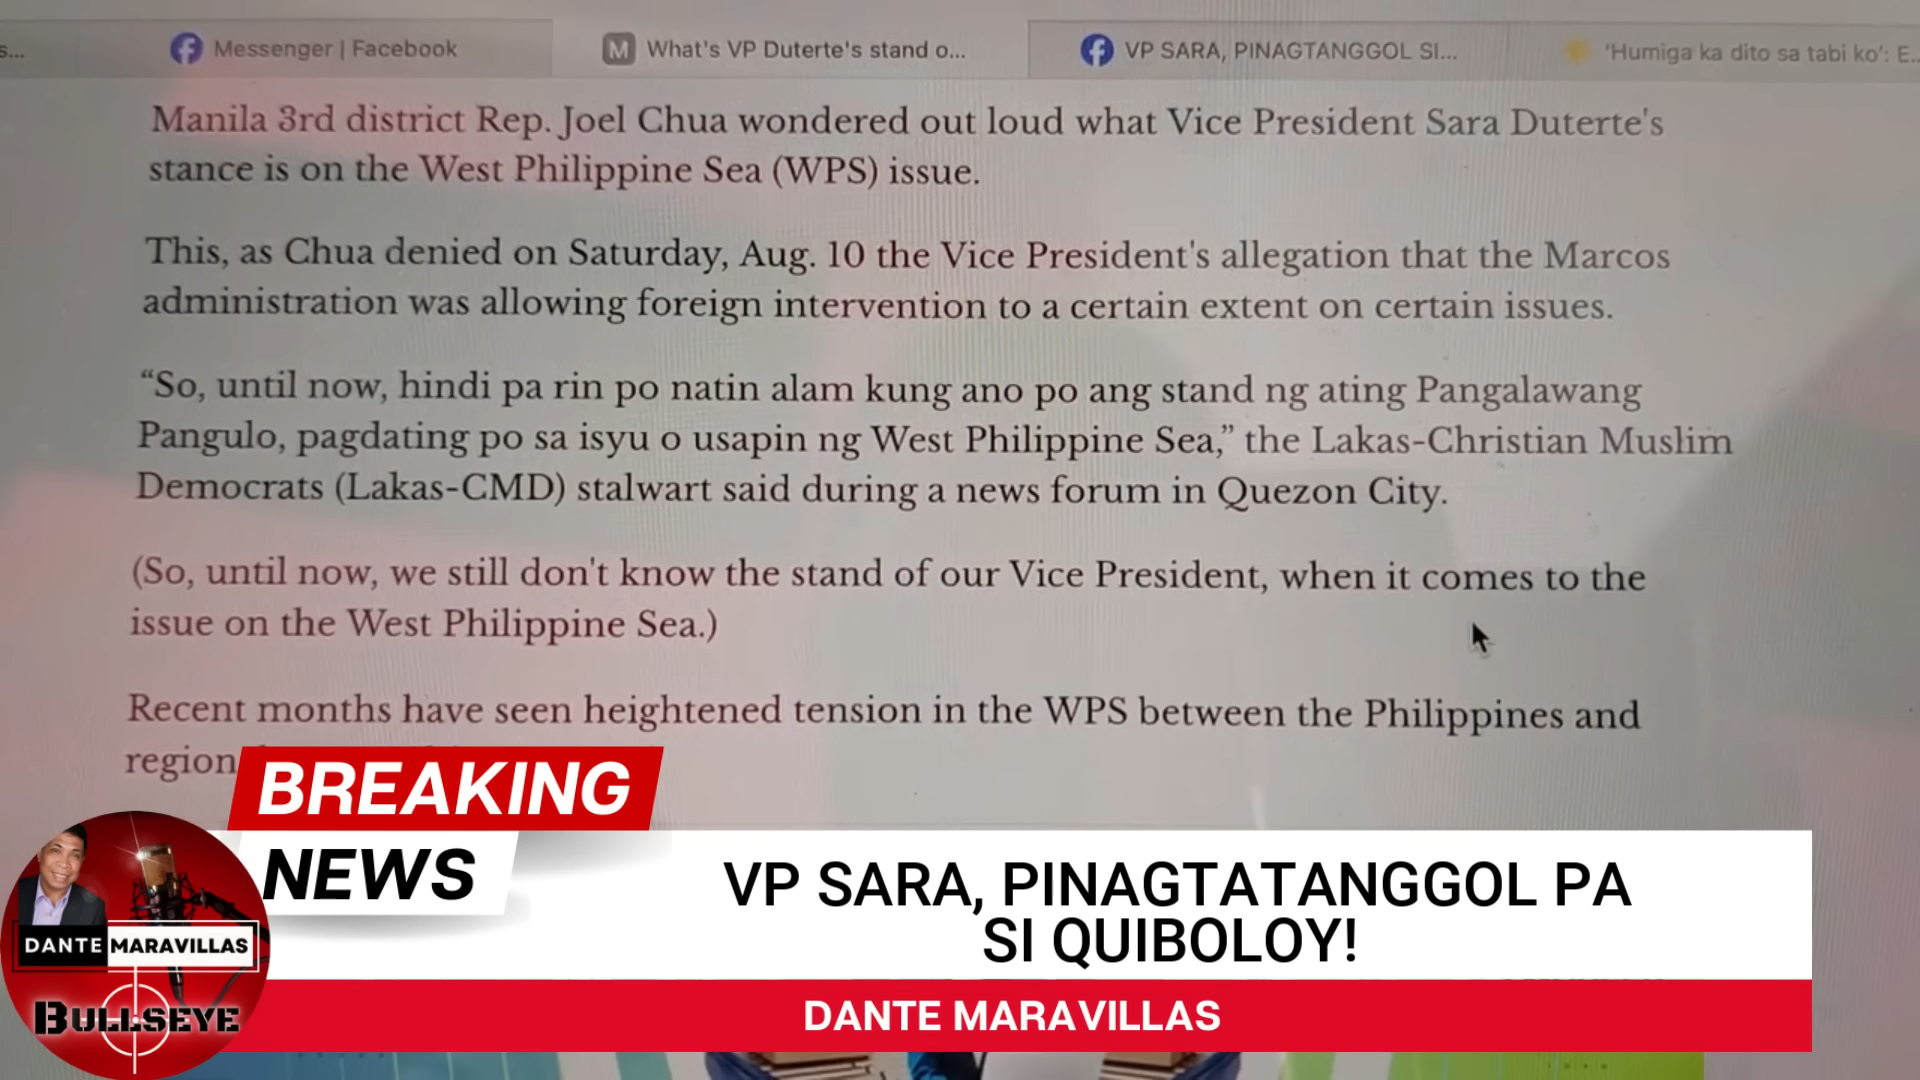 s...
Messenger | Facebook
What's VP Duterte's stand o...
VP SARA, PINAGTANGGOL SI...
'Humiga ka dito sa tabi ko': E...
Manila 3rd district Rep. Joel Chua wondered out loud what Vice President Sara Duterte's
stance is on the West Philippine Sea (WPS) issue.
This, as Chua denied on Saturday, Aug. 10 the Vice President's allegation that the Marcos
administration was allowing foreign intervention to a certain extent on certain issues.
“So, until now, hindi pa rin po natin alam kung ano po ang stand ng ating Pangalawang
Pangulo, pagdating po sa isyu o usapin ng West Philippine Sea,” the Lakas-Christian Muslim
Democrats (Lakas-CMD) stalwart said during a news forum in Quezon City.
(So, until now, we still don't know the stand of our Vice President, when it comes to the
issue on the West Philippine Sea.)
Recent months have seen heightened tension in the WPS between the Philippines and
region
BREAKING
NEWS
VP SARA, PINAGTATANGGOL PA
SI QUIBOLOY!
DANTE MARAVILLAS
DANTE MARAVILLAS
BULLSEYE